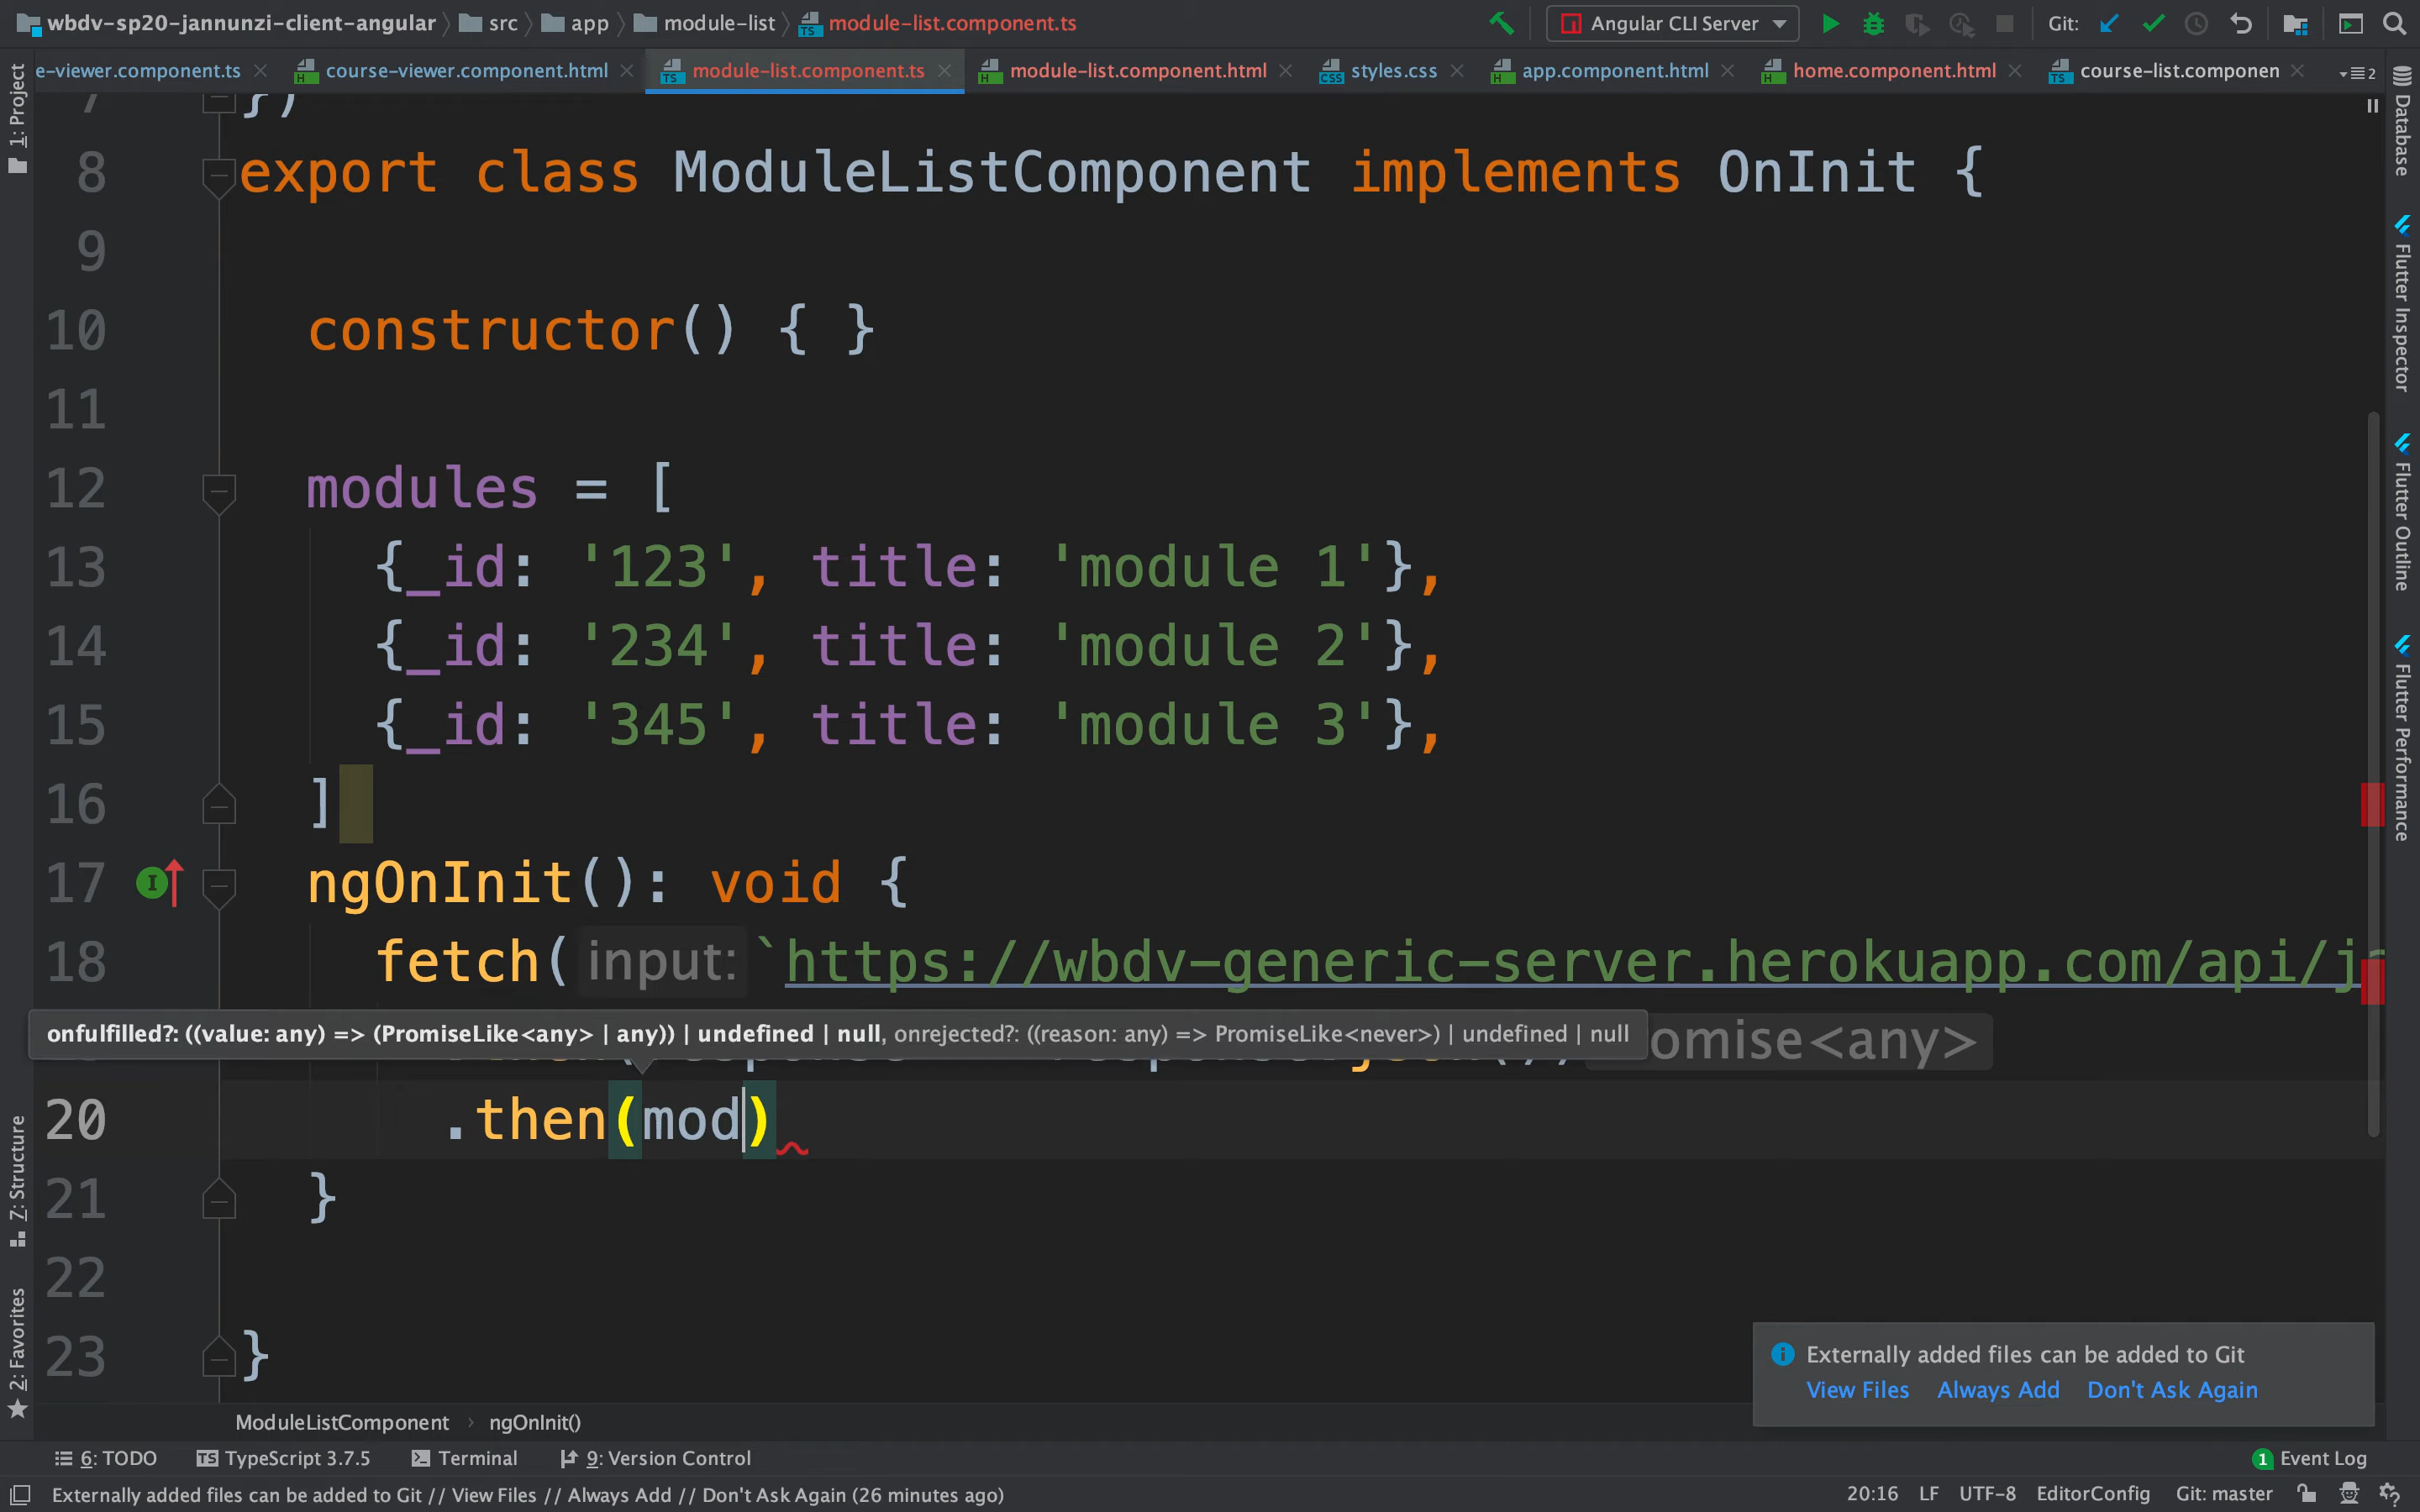 wbdv-sp20-jannunzi-client-angular src app module-list module-list.component.ts Angular CLI Server Git:
e-viewer.component.ts course-viewer.component.html module-list.component.ts module-list.component.html styles.css app.component.html home.component.html course-list.componen 2
1: Project
7 })
8 export class ModuleListComponent implements OnInit {
9
10 constructor() { }
11
12 modules = [
13 {_id: '123', title: 'module 1'},
14 {_id: '234', title: 'module 2'},
15 {_id: '345', title: 'module 3'},
16 ]
17 ngOnInit(): void {
18 fetch( input: `https://wbdv-generic-server.herokuapp.com/api/j
onfulfilled?: ((value: any) => (PromiseLike<any> | any)) | undefined | null, onrejected?: ((reason: any) => PromiseLike<never>) | undefined | null omise<any>
20 .then(mod)
21 }
22
23 }
Database
Flutter Inspector
Flutter Outline
Flutter Performance
7: Structure
2: Favorites
Externally added files can be added to Git
View Files Always Add Don't Ask Again
ModuleListComponent ngOnInit()
6: TODO TypeScript 3.7.5 Terminal 9: Version Control 1 Event Log
Externally added files can be added to Git // View Files // Always Add // Don't Ask Again (26 minutes ago) 20:16 LF UTF-8 EditorConfig Git: master